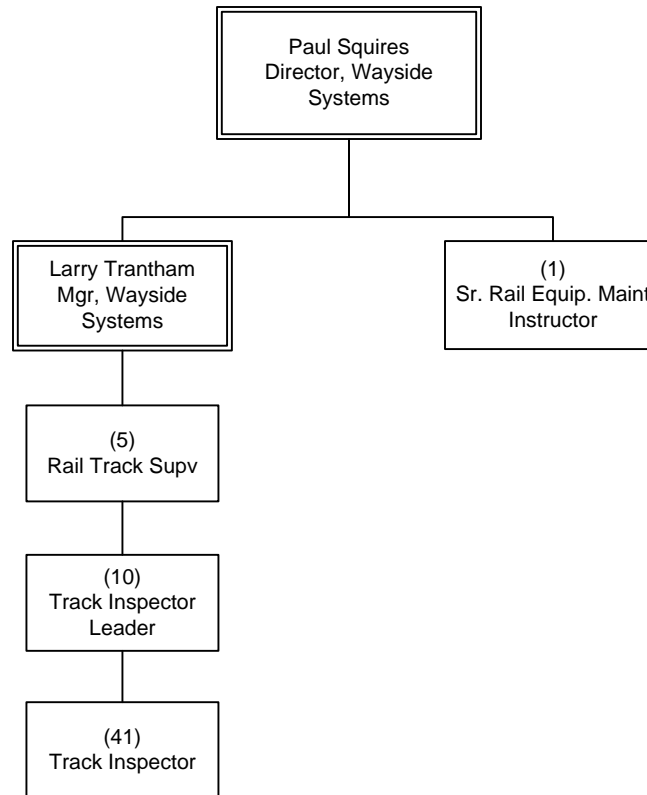 Paul Squires
Director, Wayside
Systems
Larry Trantham
Mgr, Wayside
Systems
(1)
Sr. Rail Equip. Maint
Instructor
(5)
Rail Track Supv
(10)
Track Inspector
Leader
(41)
Track Inspector